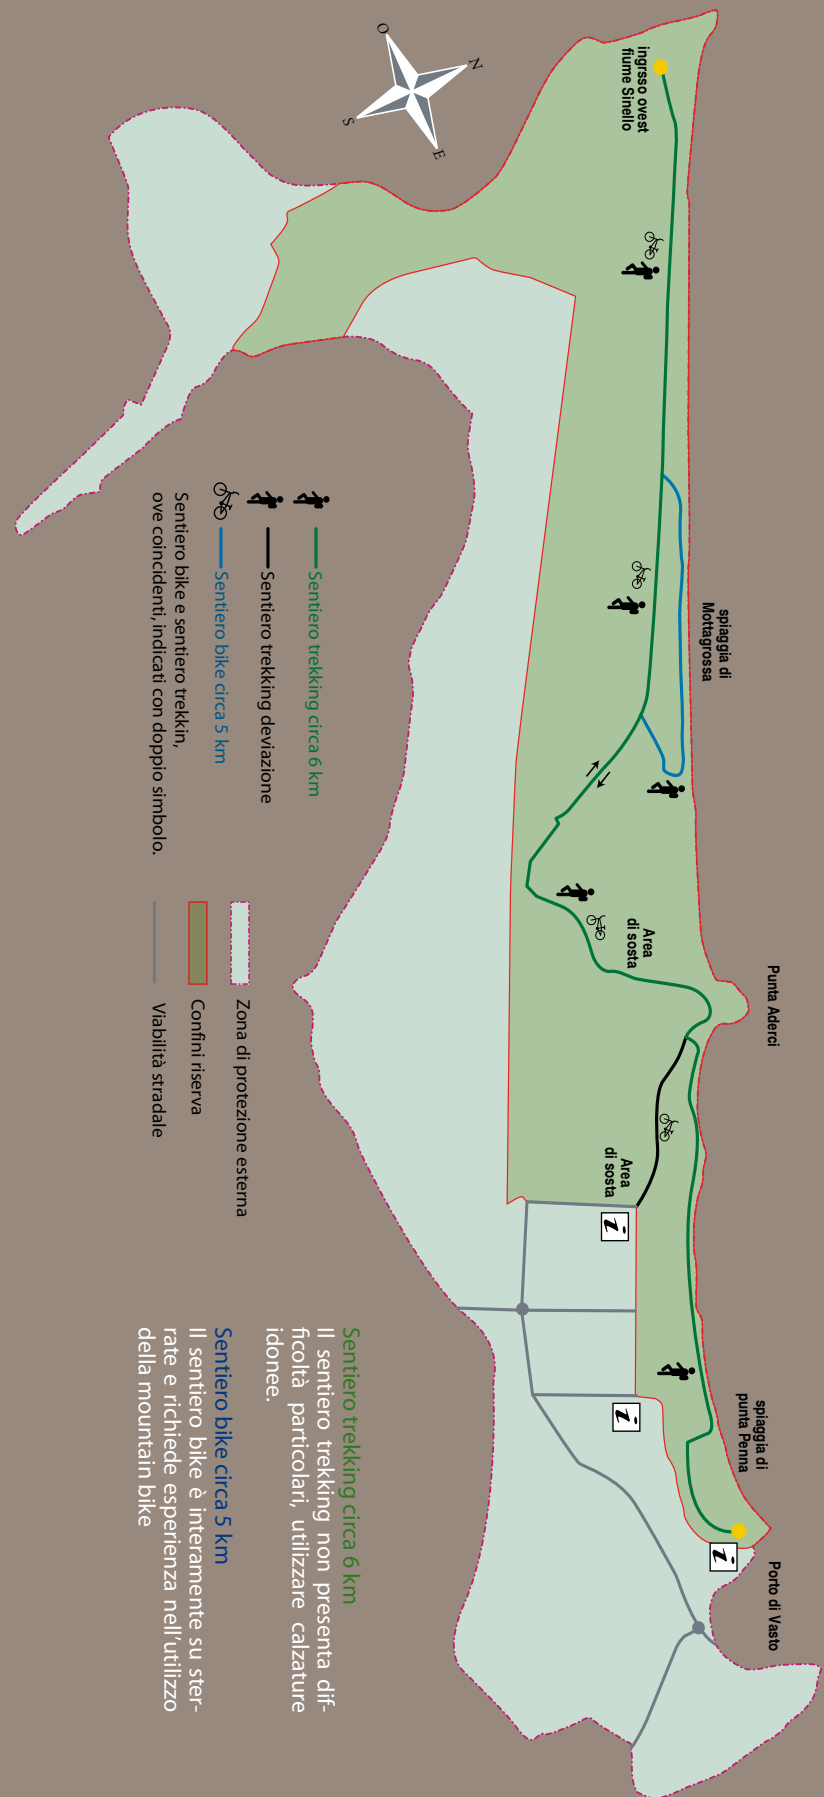 ingrsso ovest
fiume Sinello
O
N
S
E
spiaggia di
Mottagrossa
Area
di sosta
Punta Aderci
Area
di sosta
i
i
spiaggia di
punta Penna
i
Porto di Vasto
Sentiero trekking circa 6 km
Sentiero trekking deviazione
Sentiero bike circa 5 km
Sentiero bike e sentiero trekkin,
ove coincidenti, indicati con doppio simbolo.
Zona di protezione esterna
Confini riserva
Viabilità stradale
Sentiero trekking circa 6 km
Il sentiero trekking non presenta dif-
ficoltà particolari, utilizzare calzature
idonee.
Sentiero bike circa 5 km
Il sentiero bike è interamente su ster-
rate e richiede esperienza nell'utilizzo
della mountain bike